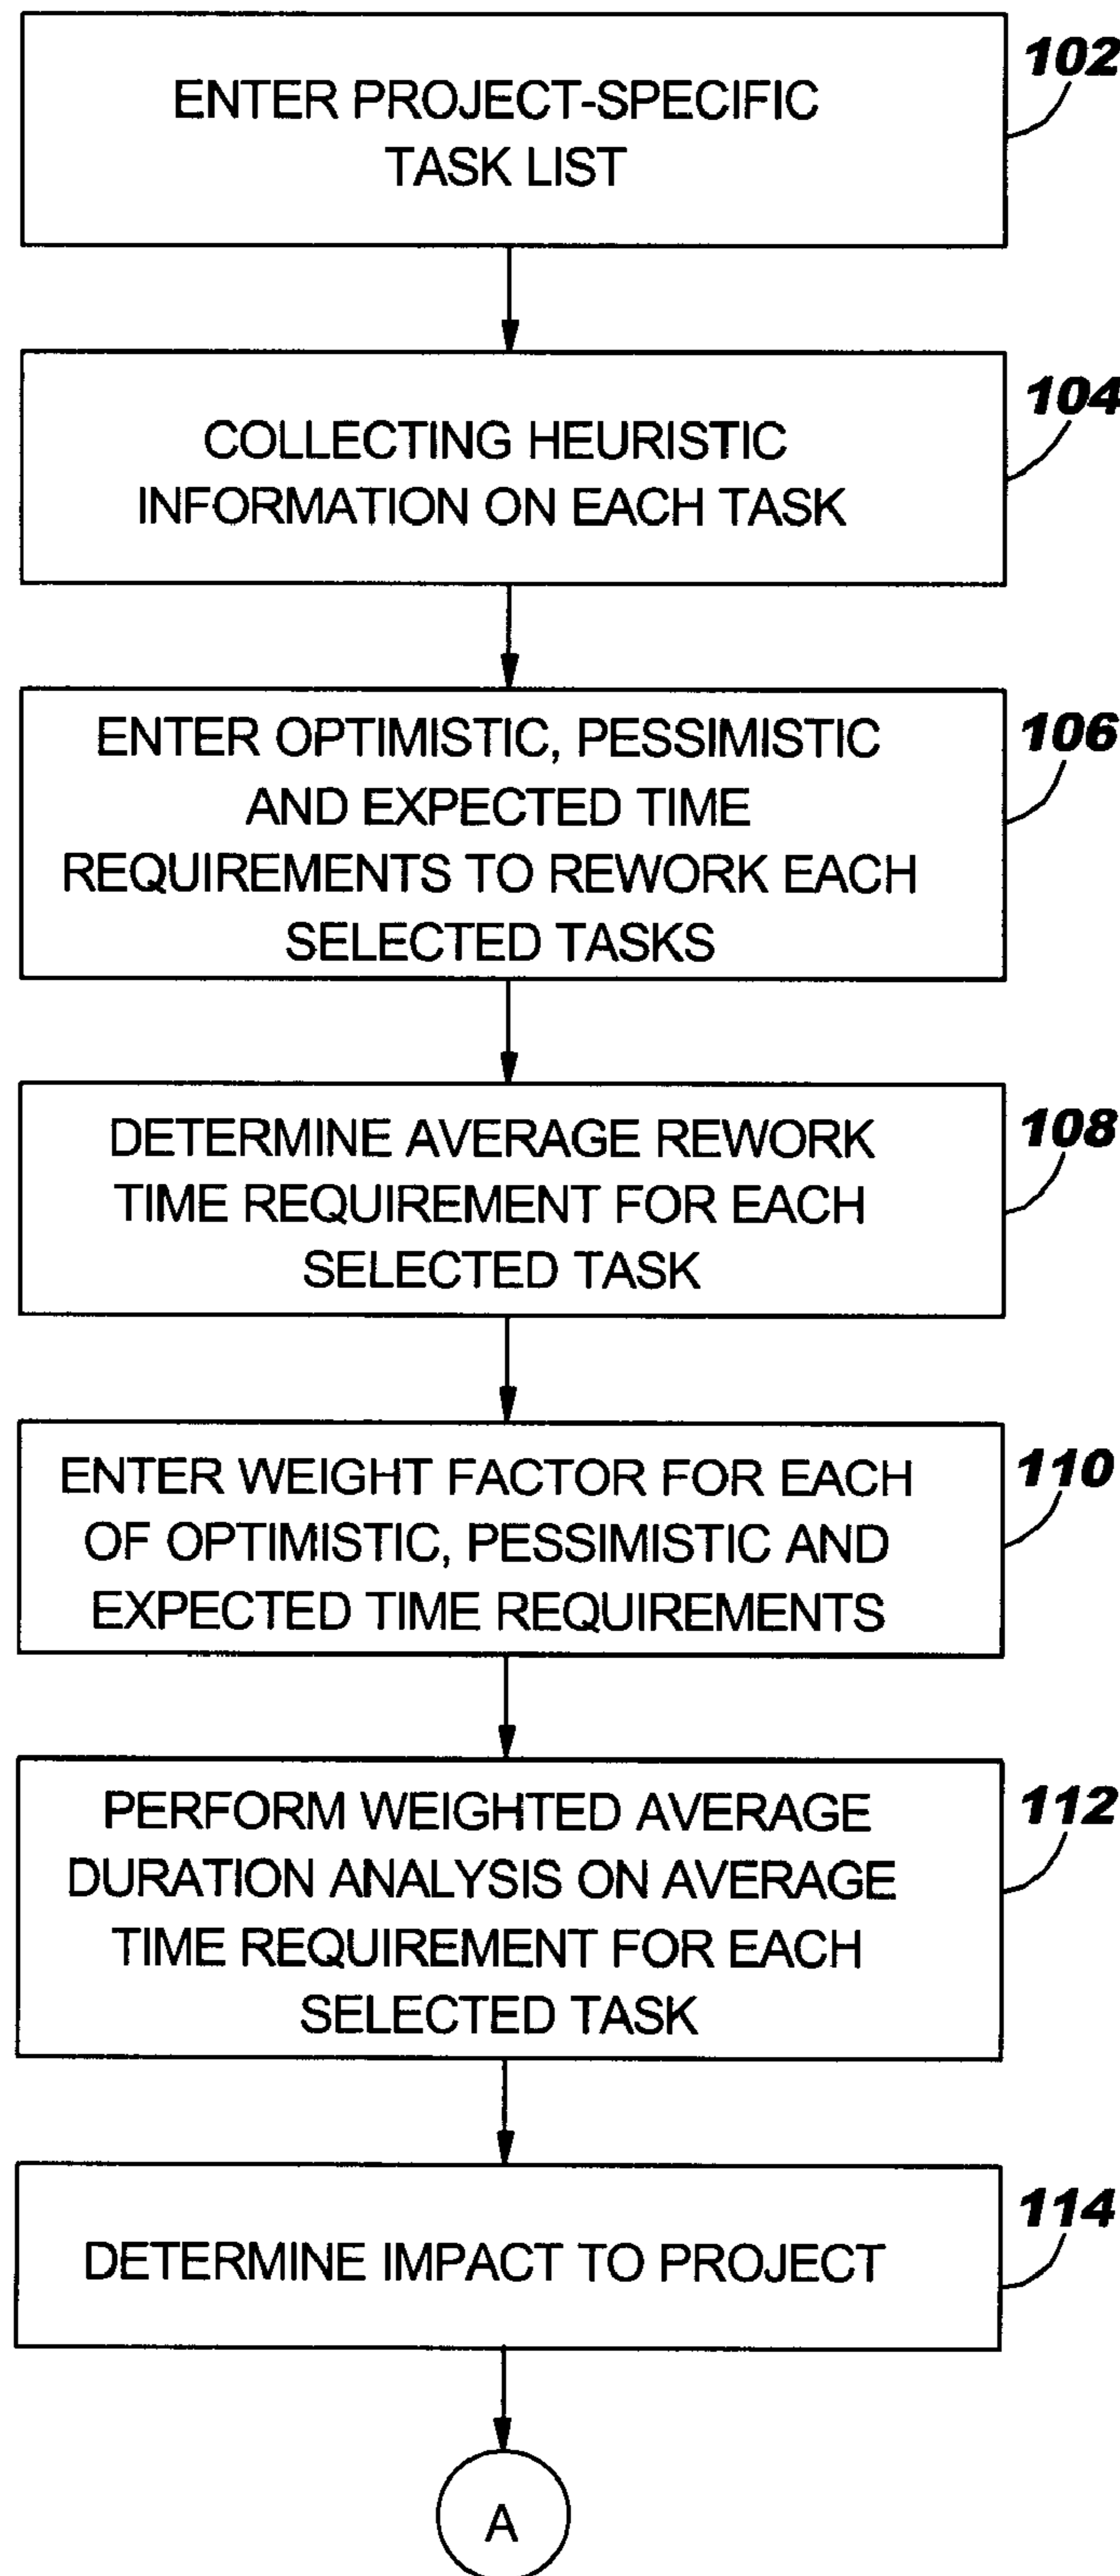 102
ENTER PROJECT-SPECIFIC
TASK LIST
104
COLLECTING HEURISTIC
INFORMATION ON EACH TASK
106
ENTER OPTIMISTIC, PESSIMISTIC
AND EXPECTED TIME
REQUIREMENTS TO REWORK EACH
SELECTED TASKS
108
DETERMINE AVERAGE REWORK
TIME REQUIREMENT FOR EACH
SELECTED TASK
110
ENTER WEIGHT FACTOR FOR EACH
OF OPTIMISTIC, PESSIMISTIC AND
EXPECTED TIME REQUIREMENTS
112
PERFORM WEIGHTED AVERAGE
DURATION ANALYSIS ON AVERAGE
TIME REQUIREMENT FOR EACH
SELECTED TASK
114
DETERMINE IMPACT TO PROJECT
A